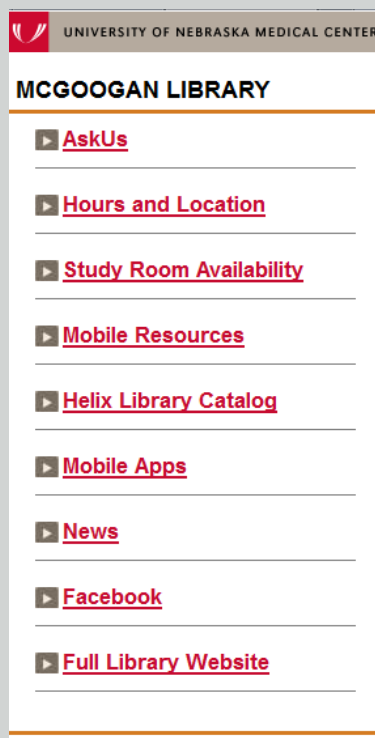 UNIVERSITY OF NEBRASKA MEDICAL CENTER
MCGOOGAN LIBRARY
AskUs
Hours and Location
Study Room Availability
Mobile Resources
Helix Library Catalog
Mobile Apps
News
Facebook
Full Library Website